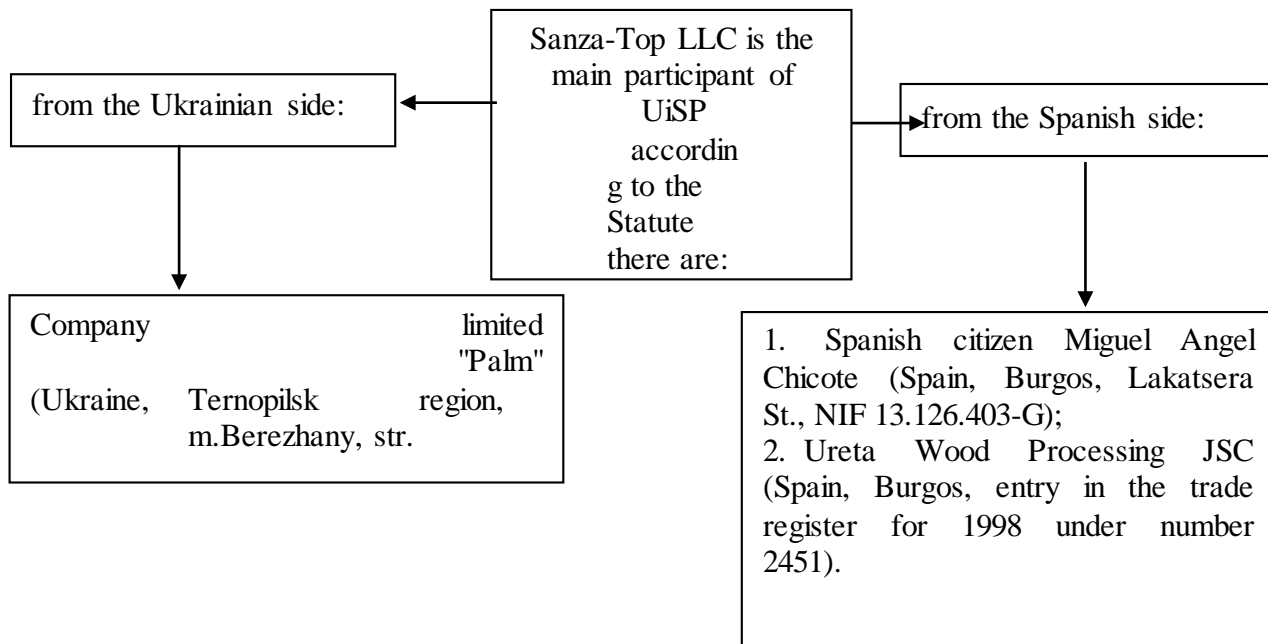 Sanza-Top LLC is the
main participant of
UiSP
accordin
g to the
Statute
there are:
from the Ukrainian side:
from the Spanish side:
Company limited
"Palm"
(Ukraine, Ternopilsk region,
m.Berezhany, str.
1. Spanish citizen Miguel Angel
Chicote (Spain, Burgos, Lakatsera
St., NIF 13.126.403-G);
2. Ureta Wood Processing JSC
(Spain, Burgos, entry in the trade
register for 1998 under number
2451).